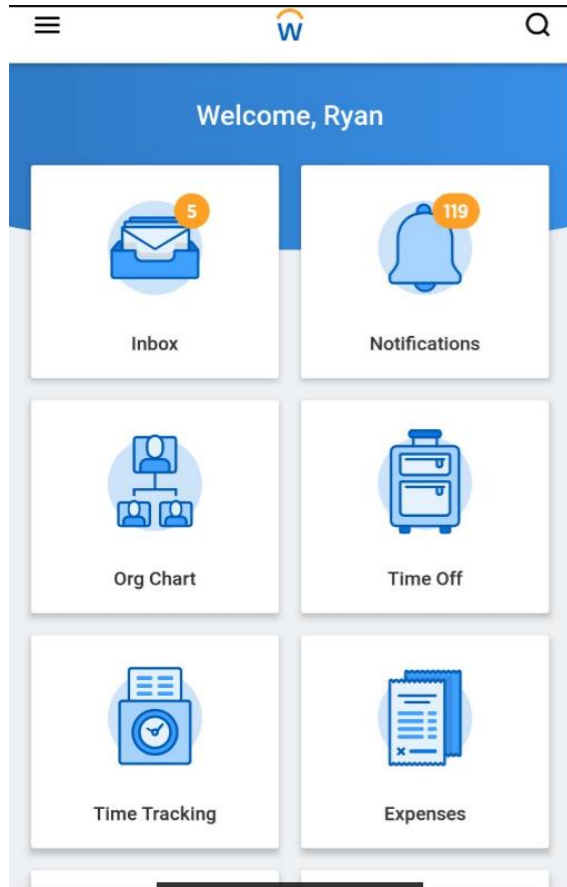 W
Welcome, Ryan
5
119
Inbox
Notifications
Org Chart
Time Off
Time Tracking
Expenses